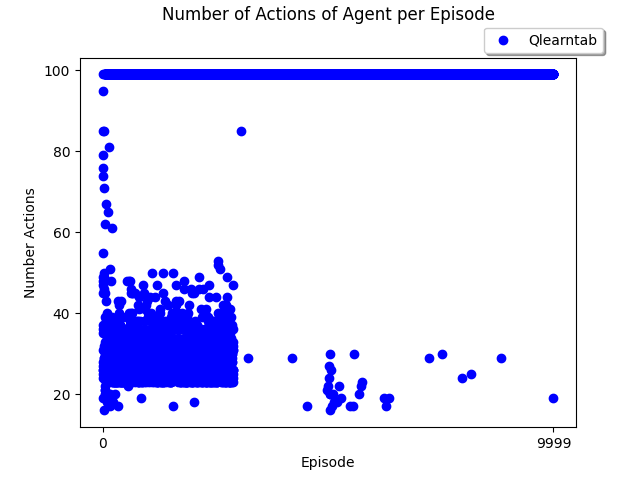 Number of Actions of Agent per Episode
Qlearntab
100
80
60
40
20
Number Actions
0
9999
Episode